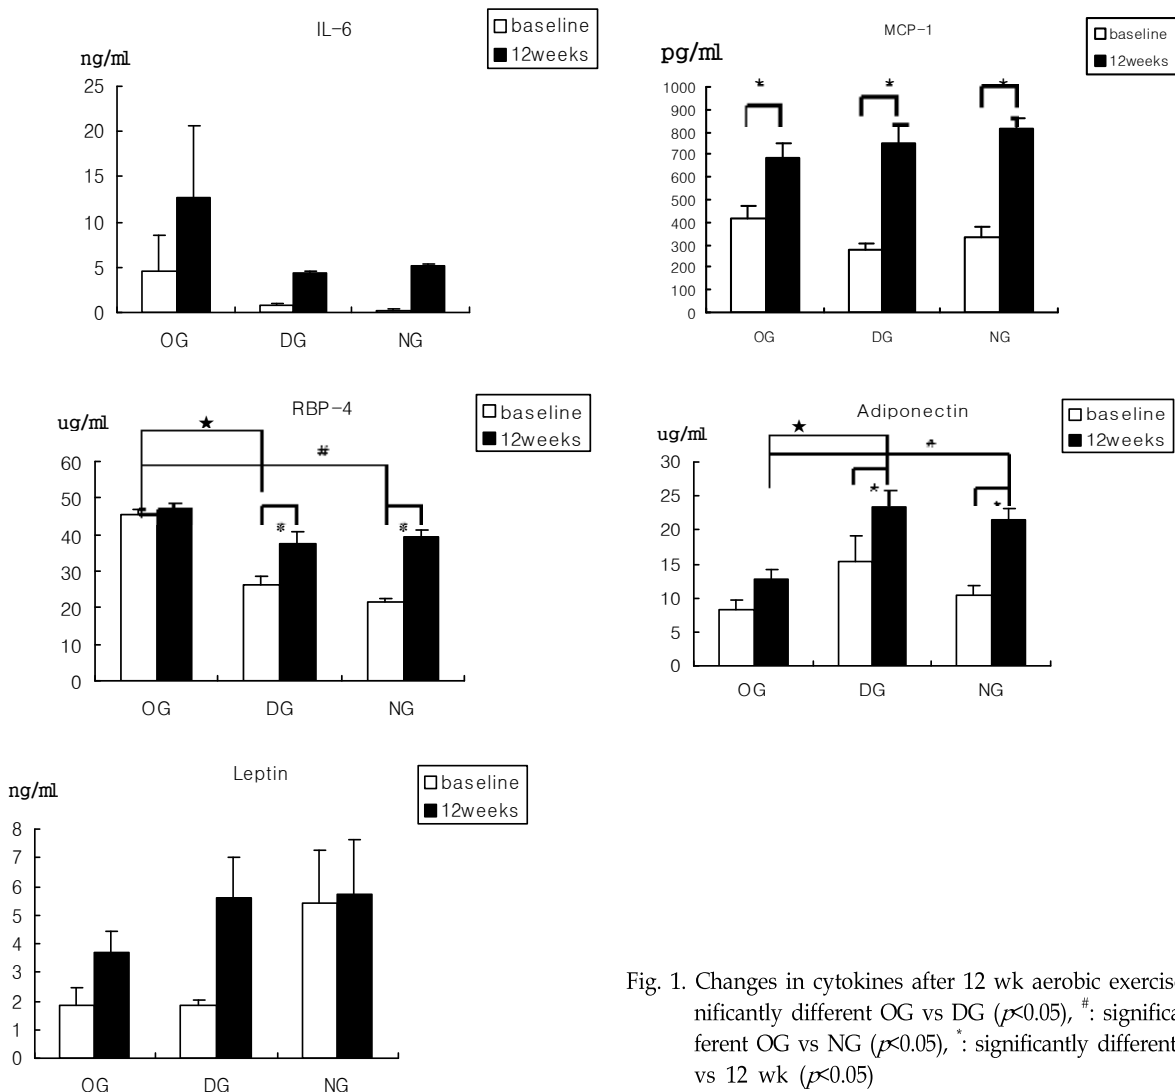 IL-6
ng/ml
baseline
12weeks
25
20
15
10
5
0
OG DG NG
MCP-1
pg/ml
baseline
12weeks
1000
900
800
700
600
500
400
300
200
100
0
* * *
OG DG NG
RBP-4
ug/ml
baseline
12weeks
★
#
60
50
40
30
20
10
0
OG DG NG
Adiponectin
ug/ml
baseline
12weeks
★
30
25
20
15
10
5
0
* *
OG DG NG
Leptin
ng/ml
baseline
12weeks
8
7
6
5
4
3
2
1
0
OG DG NG
Fig. 1. Changes in cytokines after 12 wk aerobic exercise
nificantly different OG vs DG (p<0.05), #: significa
ferent OG vs NG (p<0.05), *: significantly different
vs 12 wk (p<0.05)